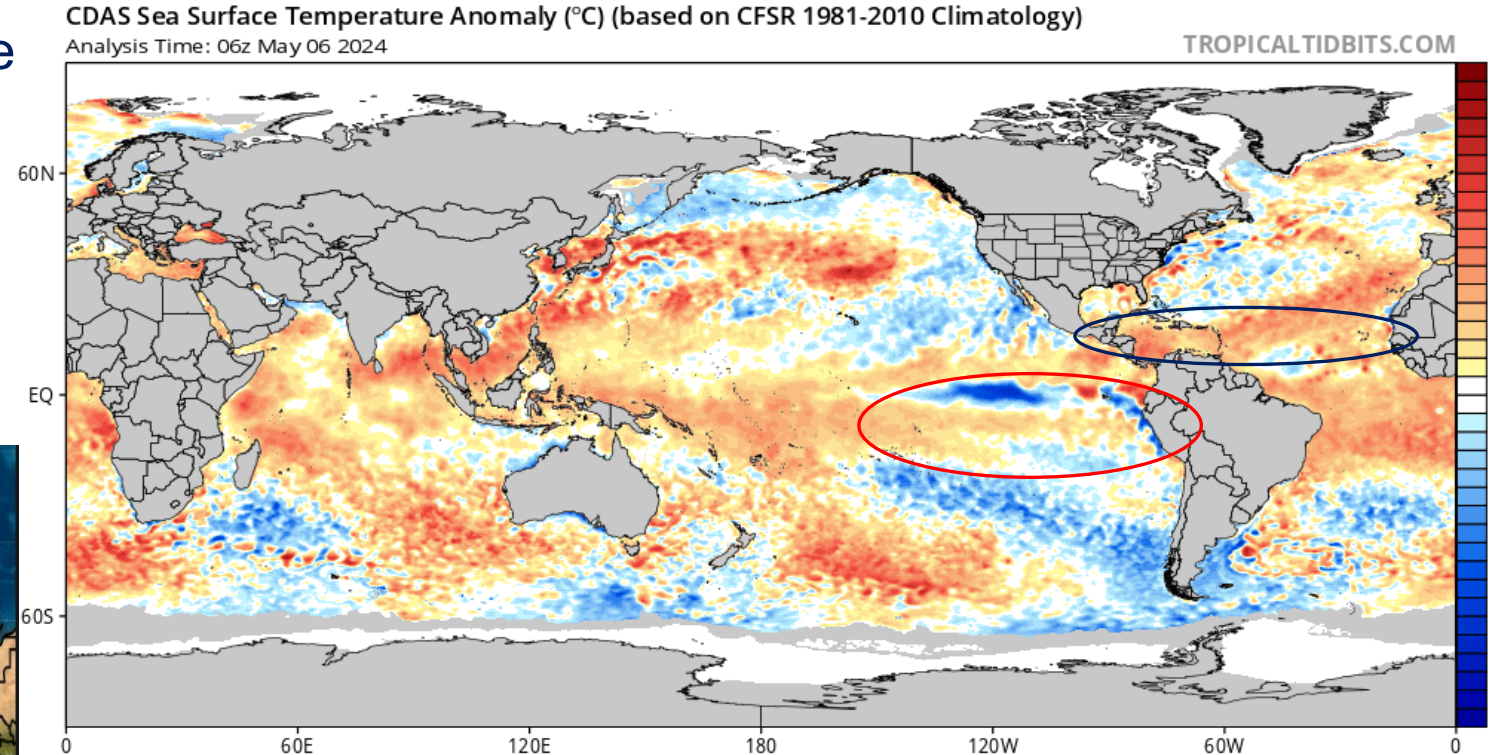 e
CDAS Sea Surface Temperature Anomaly (°C) (based on CFSR 1981-2010 Climatology)
Analysis Time: 06z May 06 2024
TROPICALTIDBITS.COM
60N
EQ
60S
0 60E 120E 180 120W 60W 0